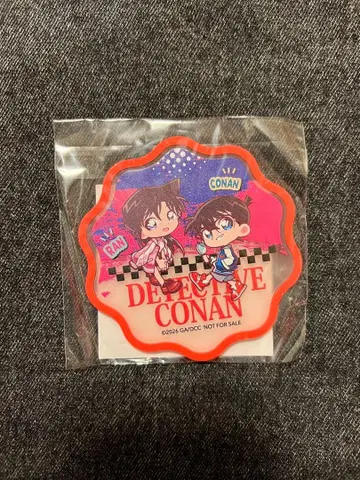 CONAN
RAN
DETECTIVE
CONAN
©2026 GA/DCC NOT FOR SALE